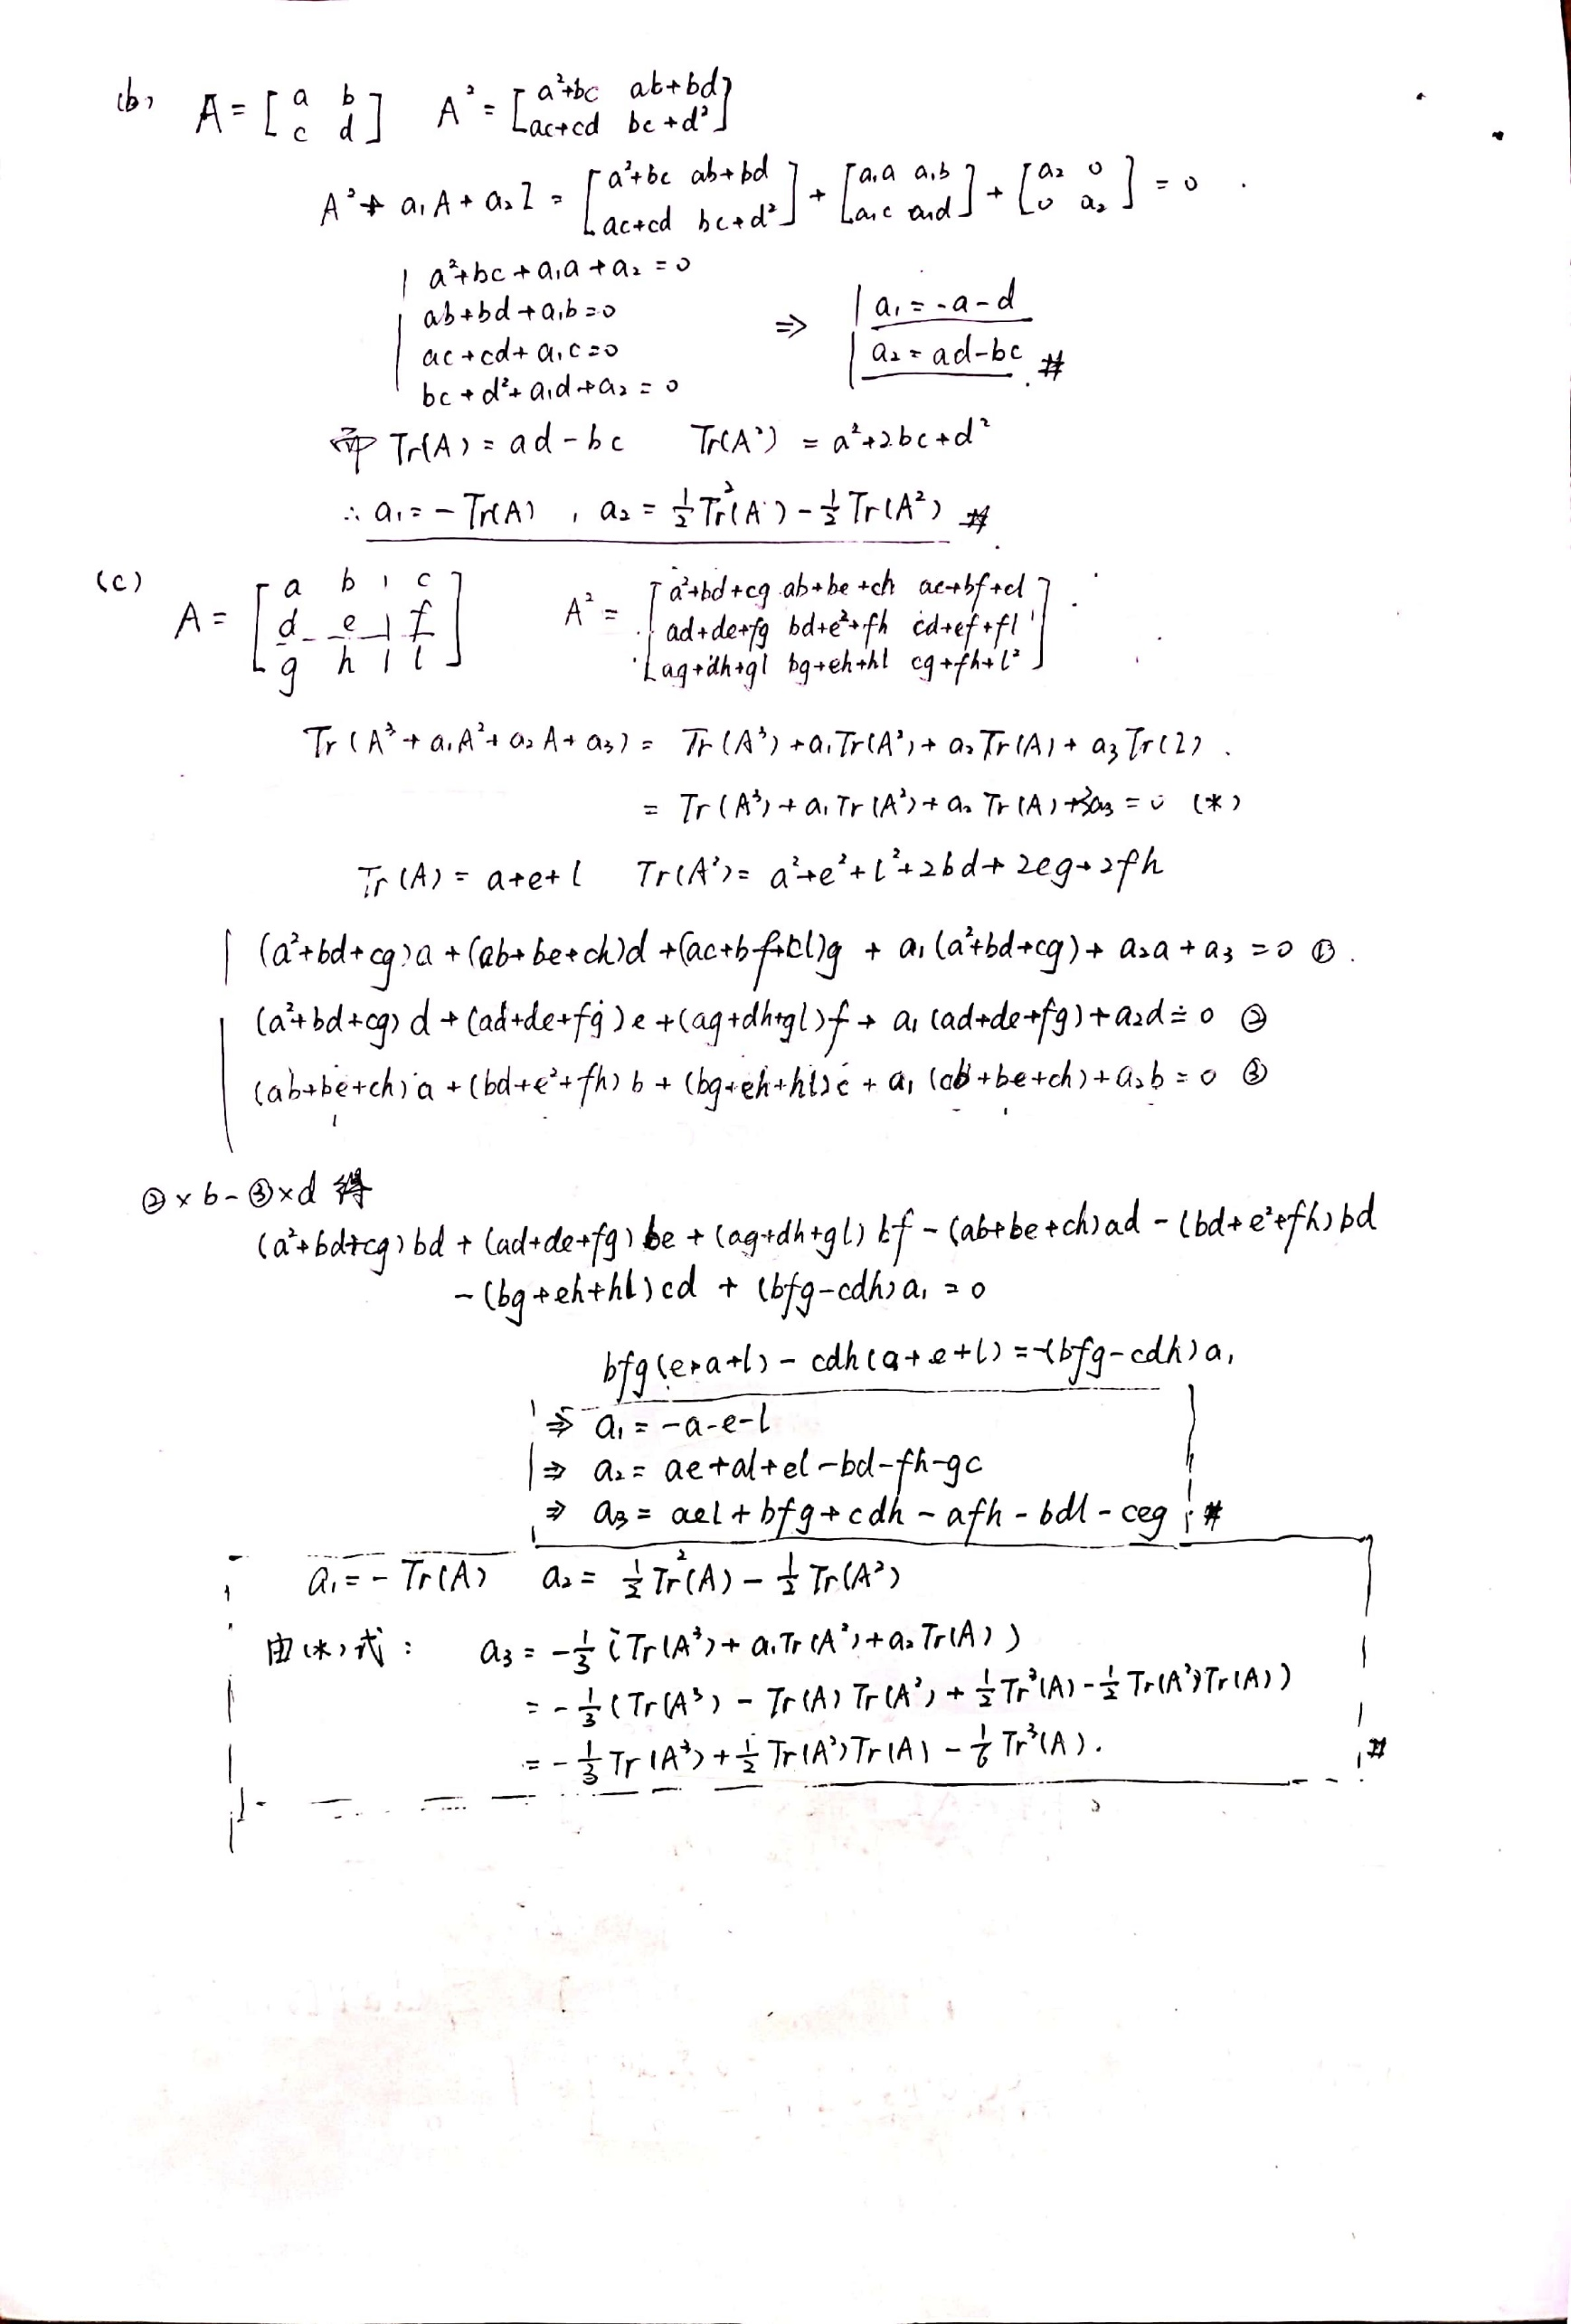 (b) A = [a b; c d] A² = [a²+bc ab+bd; ac+cd bc+d²]
A² + a₁A + a₂I = [a²+bc ab+bd; ac+cd bc+d²] + [a₁a a₁b; a₁c a₁d] + [a₂ 0; 0 a₂] = 0
a²+bc+a₁a+a₂ = 0
ab+bd+a₁b=0
ac+cd+a₁c=0
bc+d²+a₁d+a₂=0
⇒ a₁ = -a-d
a₂ = ad-bc #
Tr(A) = ad-bc Tr(A²) = a²+2bc+d²
∴ a₁ = -Tr(A) , a₂ = ½Tr²(A) - ½Tr(A²) #
(c) A = [a b c; d e f; g h l] A² = [a²+bd+cg ab+be+ch ac+bf+cl; ad+de+fg bd+e²+fh cd+ef+fl; ag+dh+gl bg+eh+hl cg+fh+l²]
Tr(A³+a₁A²+a₂A+a₃) = Tr(A³)+a₁Tr(A²)+a₂Tr(A)+a₃Tr(I).
= Tr(A³)+a₁Tr(A²)+a₂Tr(A)+3a₃=0 (*)
Tr(A) = a+e+l Tr(A²) = a²+e²+l²+2bd+2eg+2fh
(a²+bd+cg)a+(ab+be+ch)d+(ac+bf+cl)g + a₁(a²+bd+cg)+a₂a+a₃=0 ①.
(a²+bd+cg)d+(ad+de+fg)e+(ag+dh+gl)f+a₁(ad+de+fg)+a₂d=0 ②
(ab+be+ch)a+(bd+e²+fh)b+(bg+eh+hl)c+a₁(ab+be+ch)+a₂b=0 ③
②×b-③×d 得
(a²+bd+cg)bd+(ad+de+fg)be+(ag+dh+gl)bf-(ab+be+ch)ad-(bd+e²+fh)bd
-(bg+eh+hl)cd+(bfg-cdh)a₁=0
bfg(e+a+l)-cdh(a+e+l)=-(bfg-cdh)a₁
⇒ a₁=-a-e-l
⇒ a₂=ae+al+el-bd-fh-gc
⇒ a₃=ael+bfg+cdh-afh-bdl-ceg #
a₁=-Tr(A) a₂=½Tr²(A)-½Tr(A²)
由(*)式: a₃=-⅓(Tr(A³)+a₁Tr(A²)+a₂Tr(A))
=-⅓(Tr(A³)-Tr(A)Tr(A²)+½Tr³(A)-½Tr(A²)Tr(A))
=-⅓Tr(A³)+½Tr(A²)Tr(A)-⅙Tr³(A). #